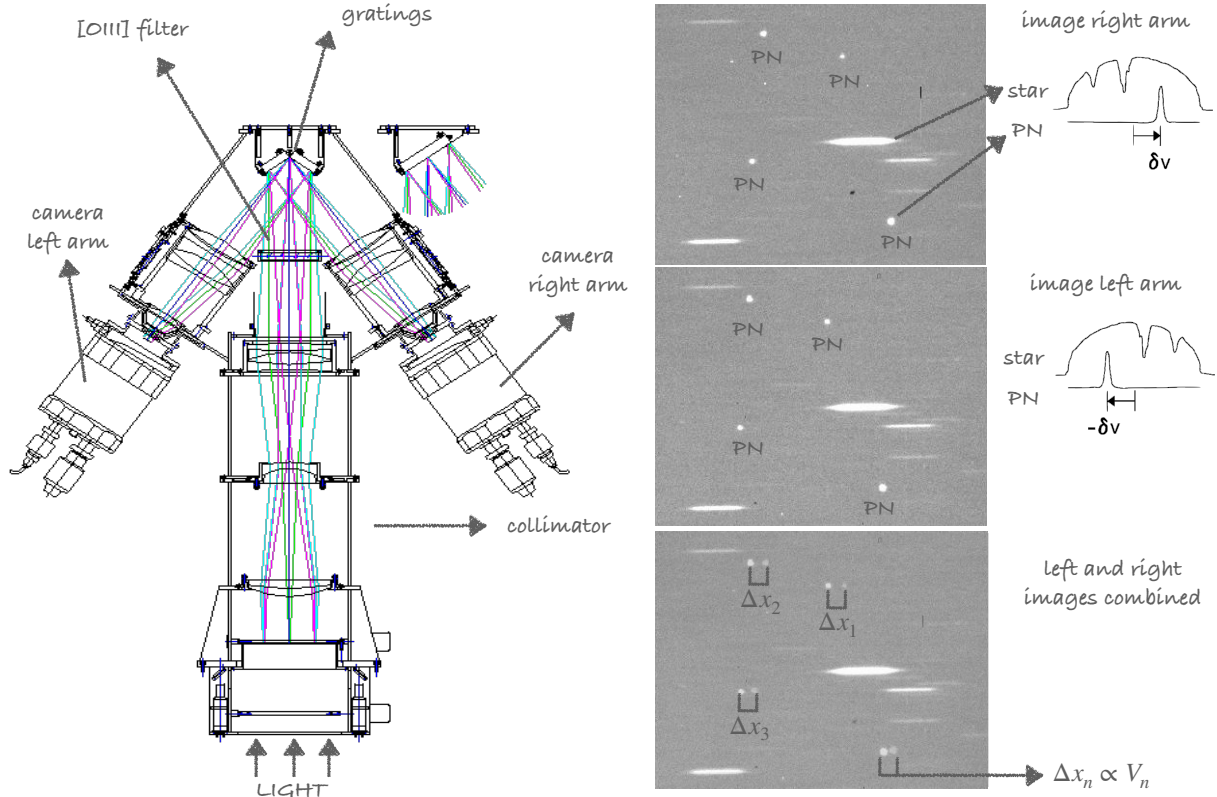 gratings
[OIII] filter
camera
left arm
camera
right arm
collimator
LIGHT
PN
PN
PN
PN
image right arm
star
PN
δv
PN
PN
PN
PN
image left arm
star
PN
-δv
Δx₂
Δx₁
Δx₃
left and right
images combined
Δxₙ ∝ Vₙ